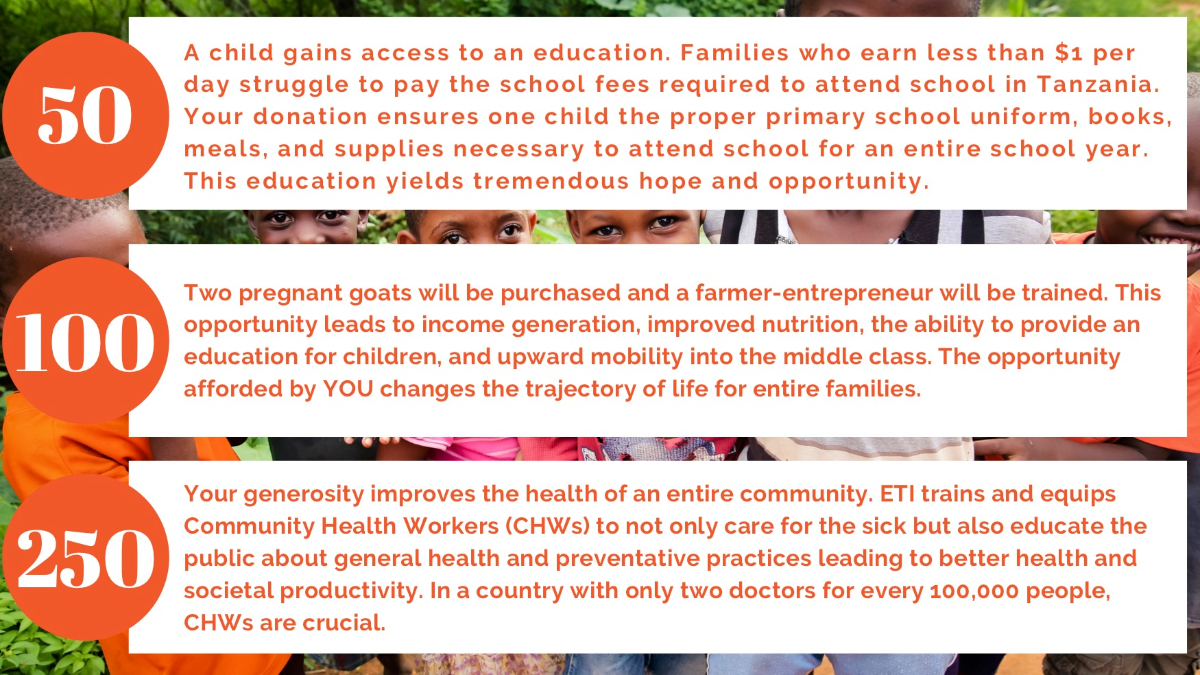 50
A child gains access to an education. Families who earn less than $1 per
day struggle to pay the school fees required to attend school in Tanzania.
Your donation ensures one child the proper primary school uniform, books,
meals, and supplies necessary to attend school for an entire school year.
This education yields tremendous hope and opportunity.
100
Two pregnant goats will be purchased and a farmer-entrepreneur will be trained. This
opportunity leads to income generation, improved nutrition, the ability to provide an
education for children, and upward mobility into the middle class. The opportunity
afforded by YOU changes the trajectory of life for entire families.
250
Your generosity improves the health of an entire community. ETI trains and equips
Community Health Workers (CHWs) to not only care for the sick but also educate the
public about general health and preventative practices leading to better health and
societal productivity. In a country with only two doctors for every 100,000 people,
CHWs are crucial.